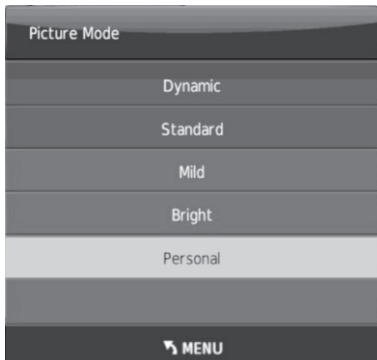 Picture Mode
Dynamic
Standard
Mild
Bright
Personal
MENU